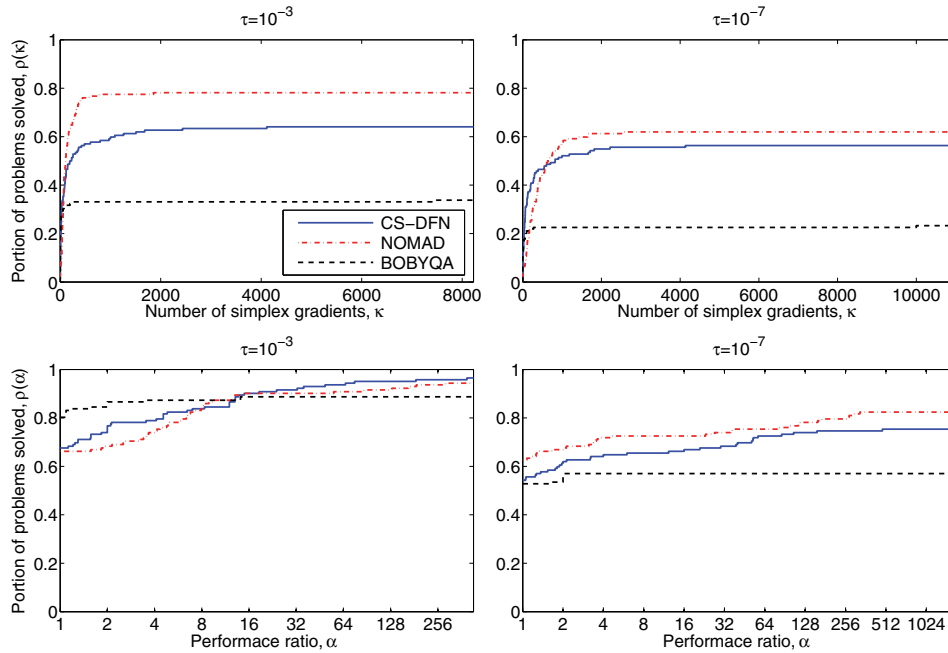 τ=10⁻³
τ=10⁻⁷
Portion of problems solved, ρ(κ)
1
0.8
0.6
0.4
0.2
0
CS-DFN
NOMAD
BOBYQA
0 2000 4000 6000 8000
Number of simplex gradients, κ
1
0.8
0.6
0.4
0.2
0
0 2000 4000 6000 8000 10000
Number of simplex gradients, κ
τ=10⁻³
τ=10⁻⁷
Portion of problems solved, ρ(α)
1
0.8
0.6
0.4
0.2
0
1 2 4 8 16 32 64 128 256
Performace ratio, α
1
0.8
0.6
0.4
0.2
0
1 2 4 8 16 32 64 128 256 512 1024
Performace ratio, α